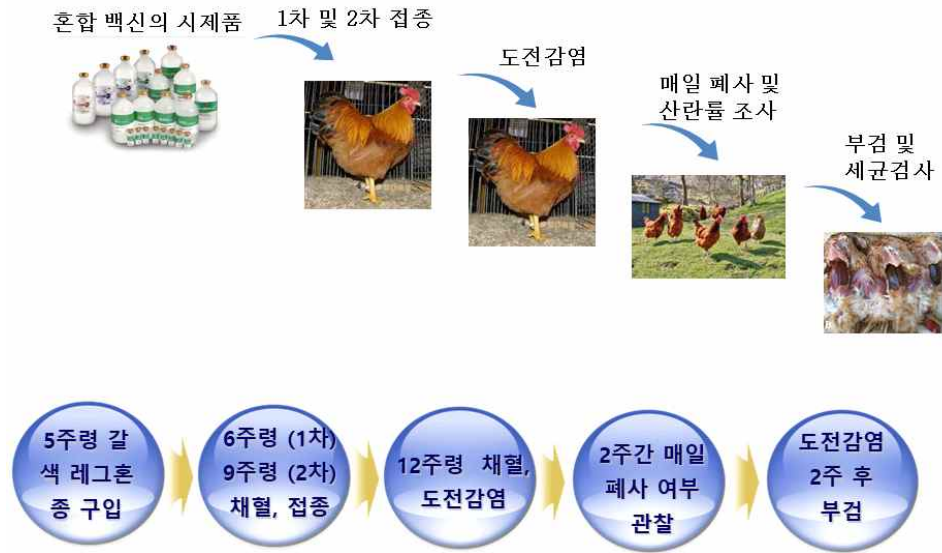 혼합 백신의 시제품
1차 및 2차 접종
도전감염
매일 폐사 및
산란률 조사
부검 및
세균검사
B
5주령 갈
색 레그혼
종 구입
6주령 (1차)
9주령 (2차)
채혈, 접종
12주령 채혈,
도전감염
2주간 매일
폐사 여부
관찰
도전감염
2주 후
부검